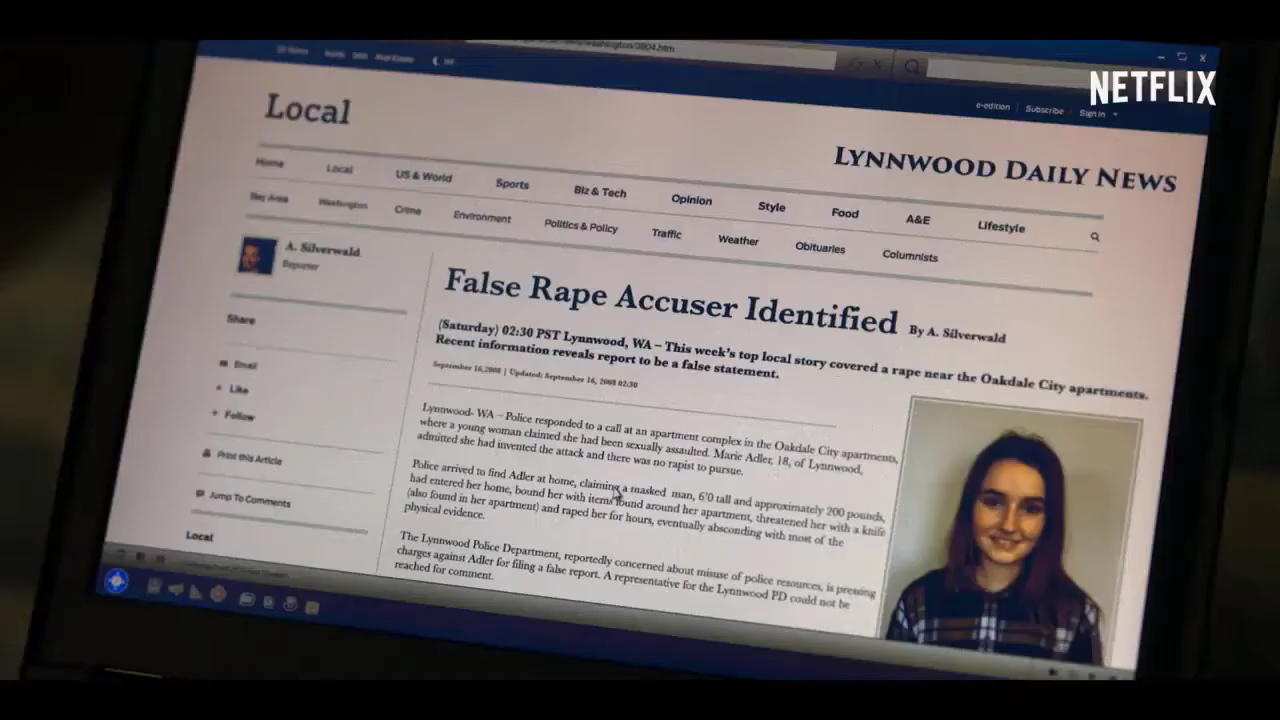 NETFLIX
e-edition | Subscribe | Sign In
Local
LYNNWOOD DAILY NEWS
Home Local US & World Sports Biz & Tech Opinion Style Food A&E Lifestyle
Bay Area Washington Crime Environment Politics & Policy Traffic Weather Obituaries Columnists
A. Silverwald
Reporter
Share
Email
Like
Follow
Print this Article
Jump To Comments
Local
False Rape Accuser Identified By A. Silverwald
(Saturday) 02:30 PST Lynnwood, WA – This week's top local story covered a rape near the Oakdale City apartments.
Recent information reveals report to be a false statement.
September 16,2008 | Updated: September 16, 2008 02:30
Lynnwood- WA – Police responded to a call at an apartment complex in the Oakdale City apartments,
where a young woman claimed she had been sexually assaulted. Marie Adler, 18, of Lynnwood,
admitted she had invented the attack and there was no rapist to pursue.
Police arrived to find Adler at home, claiming a masked man, 6'0 tall and approximately 200 pounds,
had entered her home, bound her with items found around her apartment, threatened her with a knife
(also found in her apartment) and raped her for hours, eventually absconding with most of the
physical evidence.
The Lynnwood Police Department, reportedly concerned about misuse of police resources, is pressing
charges against Adler for filing a false report. A representative for the Lynnwood PD could not be
reached for comment.